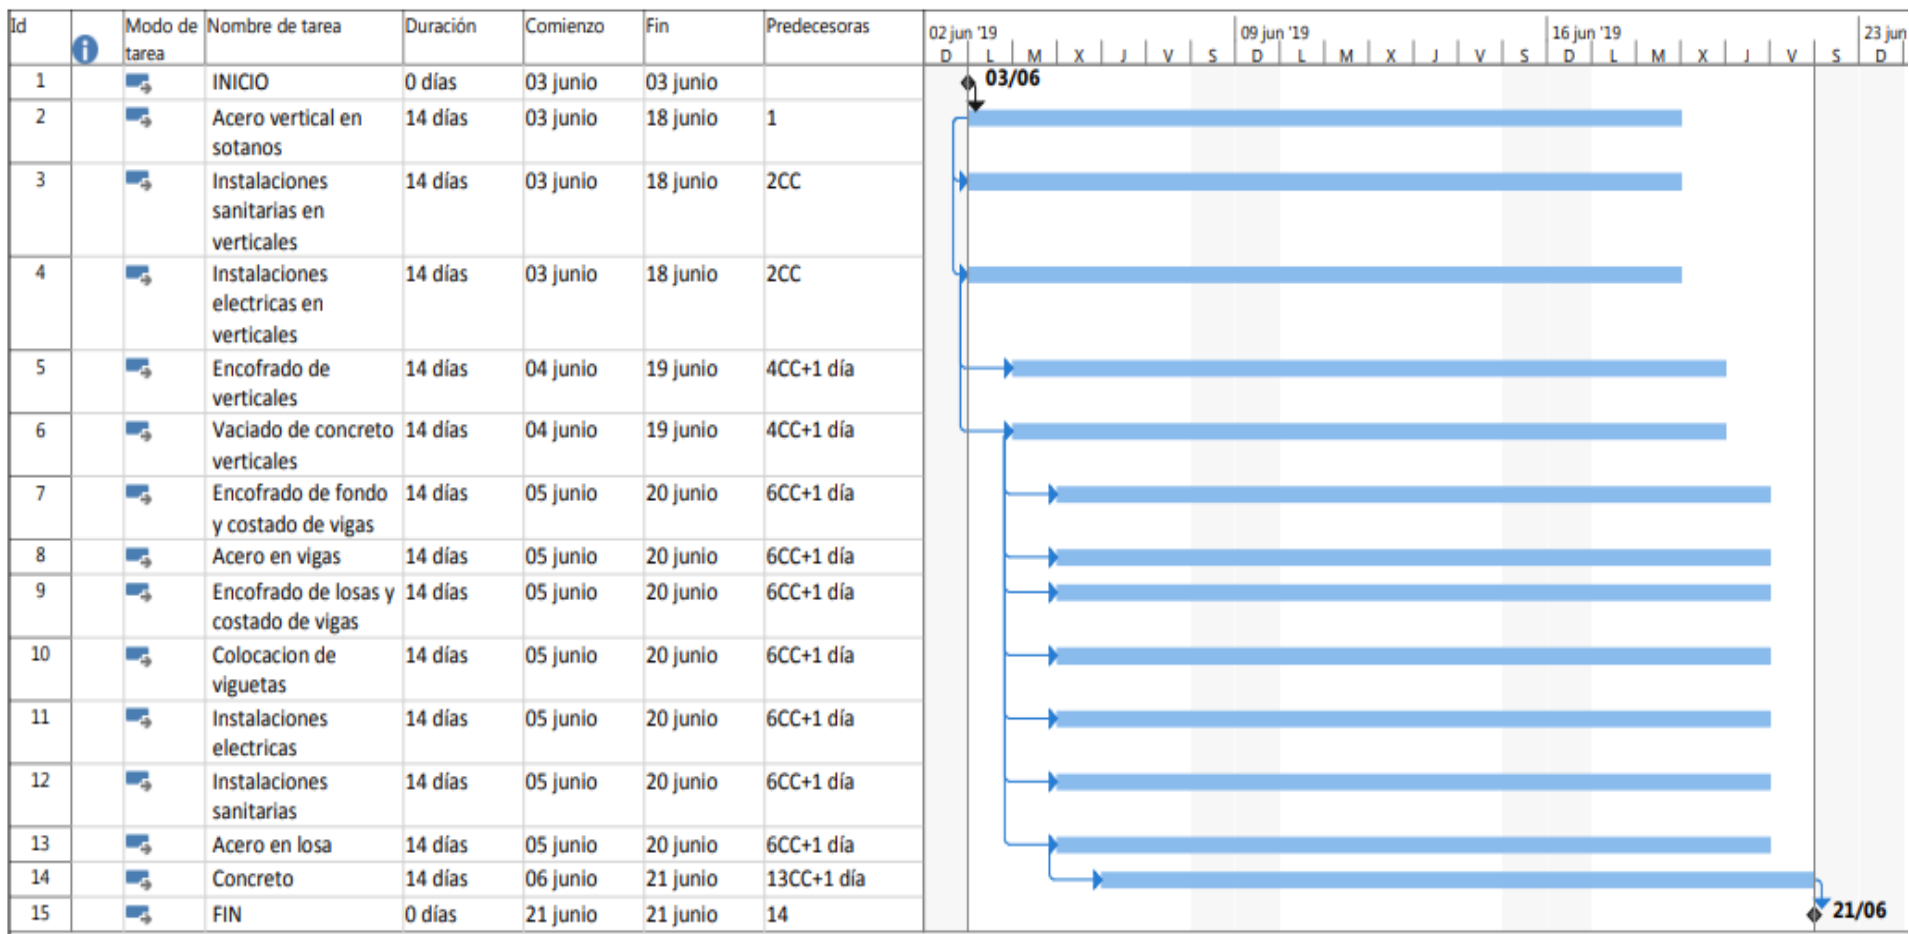 Id Modo de tarea Nombre de tarea Duración Comienzo Fin Predecesoras
02 jun '19 09 jun '19 16 jun '19 23 jun
D L M X J V S D L M X J V S D L M X J V S D
1 INICIO 0 días 03 junio 03 junio
03/06
2 Acero vertical en 14 días 03 junio 18 junio 1
sotanos
3 Instalaciones 14 días 03 junio 18 junio 2CC
sanitarias en
verticales
4 Instalaciones 14 días 03 junio 18 junio 2CC
electricas en
verticales
5 Encofrado de 14 días 04 junio 19 junio 4CC+1 día
verticales
6 Vaciado de concreto 14 días 04 junio 19 junio 4CC+1 día
verticales
7 Encofrado de fondo 14 días 05 junio 20 junio 6CC+1 día
y costado de vigas
8 Acero en vigas 14 días 05 junio 20 junio 6CC+1 día
9 Encofrado de losas y 14 días 05 junio 20 junio 6CC+1 día
costado de vigas
10 Colocacion de 14 días 05 junio 20 junio 6CC+1 día
viguetas
11 Instalaciones 14 días 05 junio 20 junio 6CC+1 día
electricas
12 Instalaciones 14 días 05 junio 20 junio 6CC+1 día
sanitarias
13 Acero en losa 14 días 05 junio 20 junio 6CC+1 día
14 Concreto 14 días 06 junio 21 junio 13CC+1 día
15 FIN 0 días 21 junio 21 junio 14
21/06